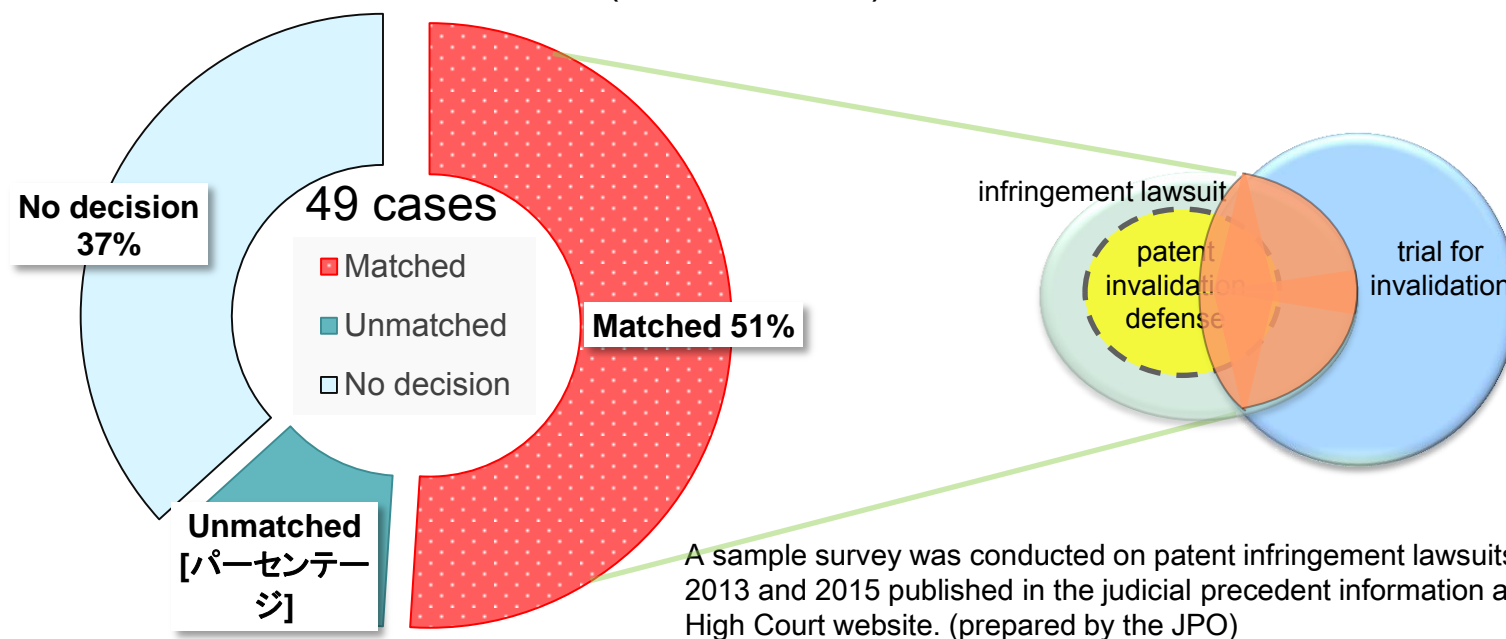 No decision
37%
49 cases
Matched
Unmatched
No decision
Matched 51%
Unmatched
[パーセンテー
ジ]
infringement lawsuit
patent
invalidation
defense
trial for
invalidation
A sample survey was conducted on patent infringement lawsuits
2013 and 2015 published in the judicial precedent information a
High Court website. (prepared by the JPO)